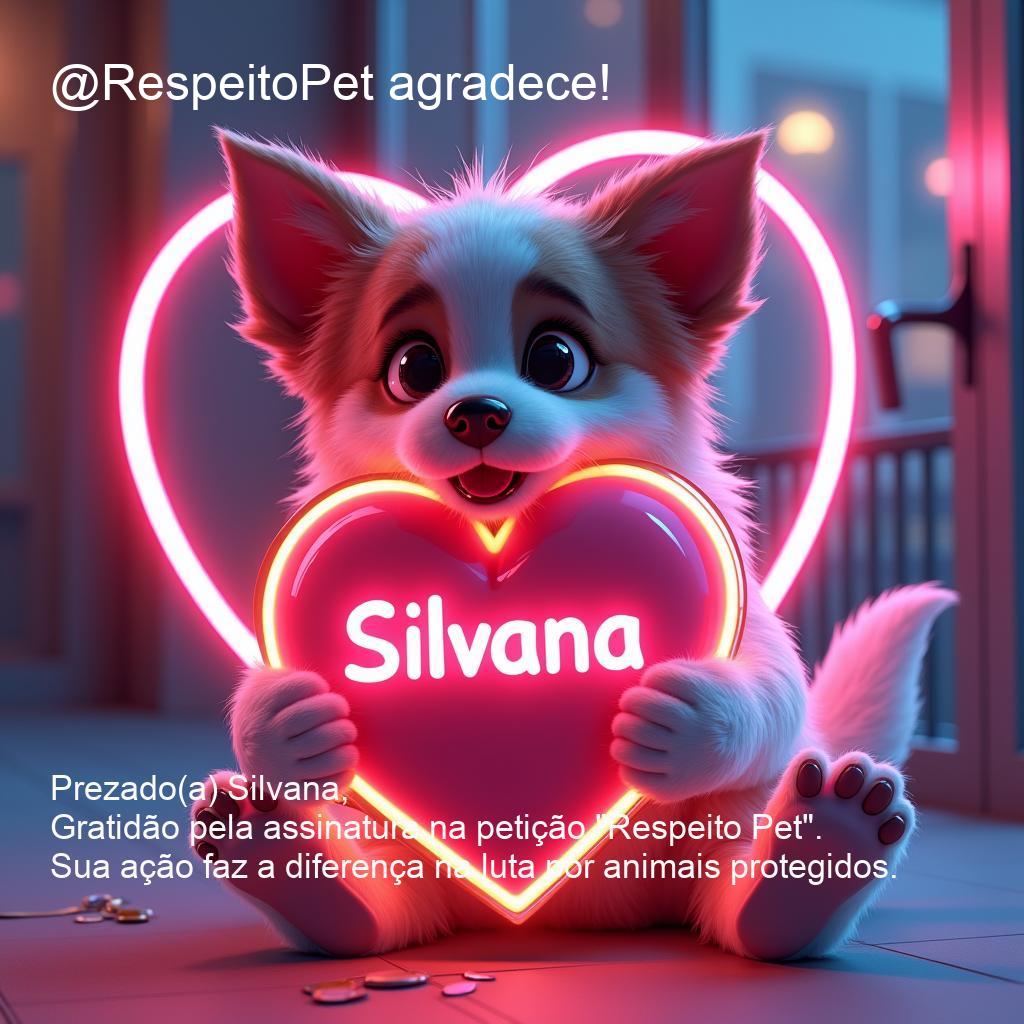 @RespeitoPet agradece!
Silvana
Prezado(a) Silvana,
Gratidão pela assinatura na petição "Respeito Pet".
Sua ação faz a diferença na luta por animais protegidos.